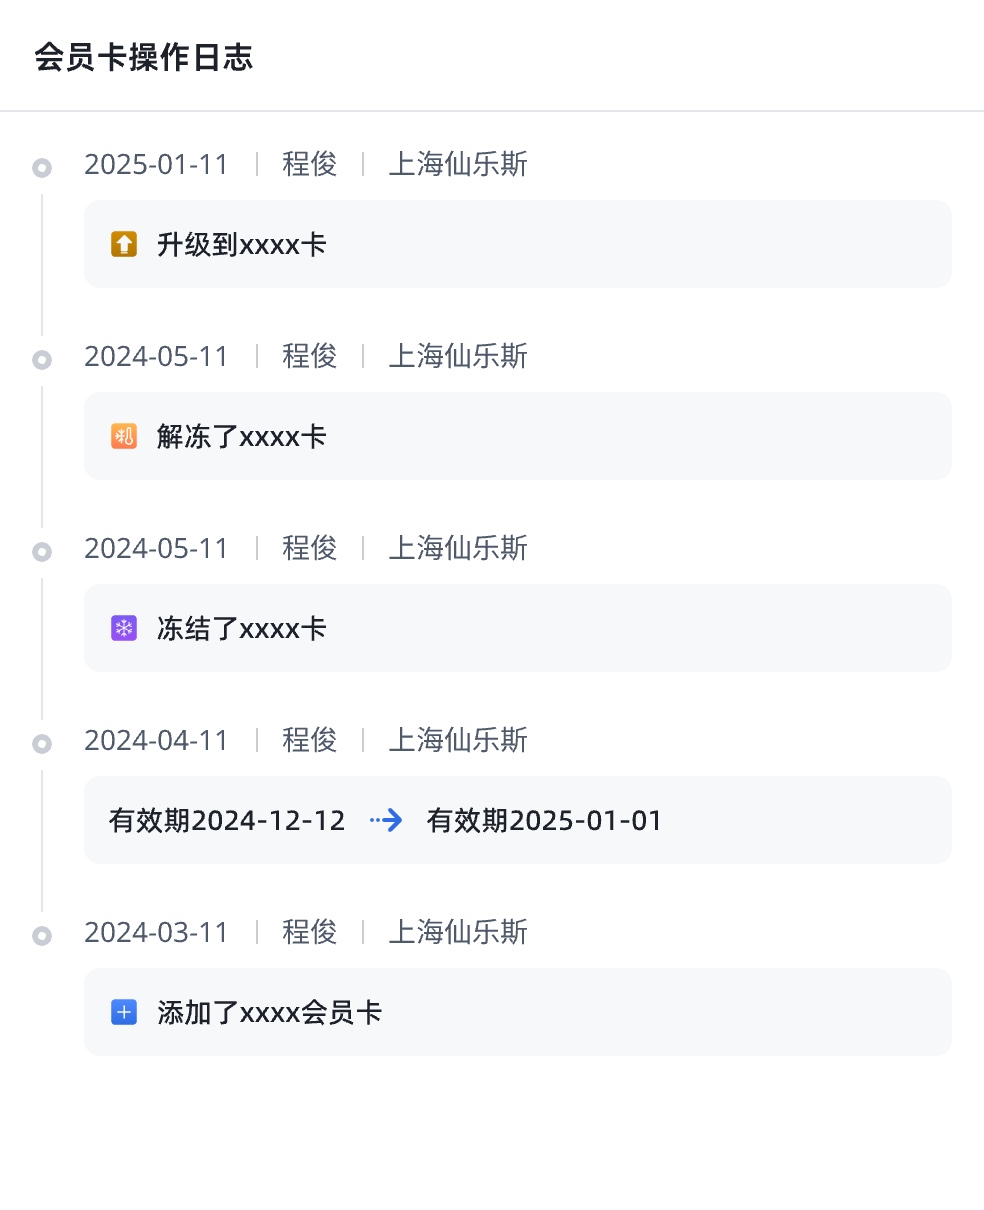 会员卡操作日志
2025-01-11 | 程俊 | 上海仙乐斯
升级到xxxx卡
2024-05-11 | 程俊 | 上海仙乐斯
解冻了xxxx卡
2024-05-11 | 程俊 | 上海仙乐斯
冻结了xxxx卡
2024-04-11 | 程俊 | 上海仙乐斯
有效期2024-12-12 有效期2025-01-01
2024-03-11 | 程俊 | 上海仙乐斯
添加了xxxx会员卡